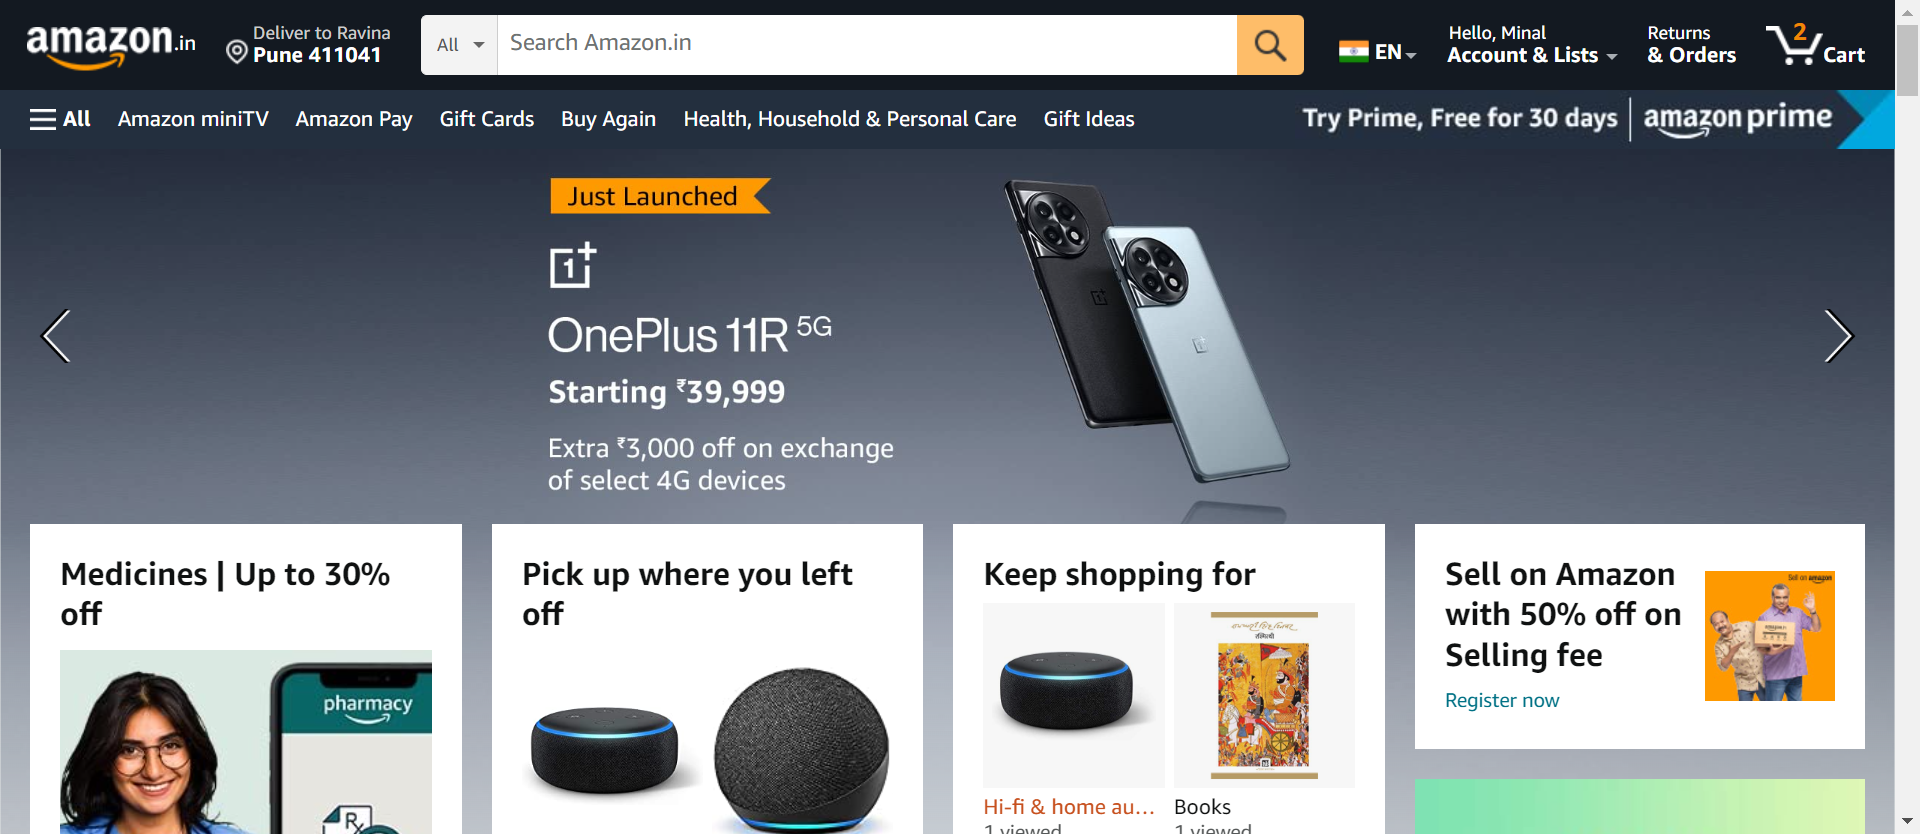 amazon.in
Deliver to Ravina
Pune 411041
All
Search Amazon.in
EN
Hello, Minal
Account & Lists
Returns
& Orders
2
Cart
All
Amazon miniTV
Amazon Pay
Gift Cards
Buy Again
Health, Household & Personal Care
Gift Ideas
Try Prime, Free for 30 days
amazon prime
Just Launched
1+
OnePlus 11R 5G
Starting ₹39,999
Extra ₹3,000 off on exchange
of select 4G devices
Medicines | Up to 30%
off
pharmacy
Rx
Pick up where you left
off
Keep shopping for
Hi-fi & home au...
1 viewed
Books
1 viewed
Sell on Amazon
with 50% off on
Selling fee
Register now
Sell on amazon